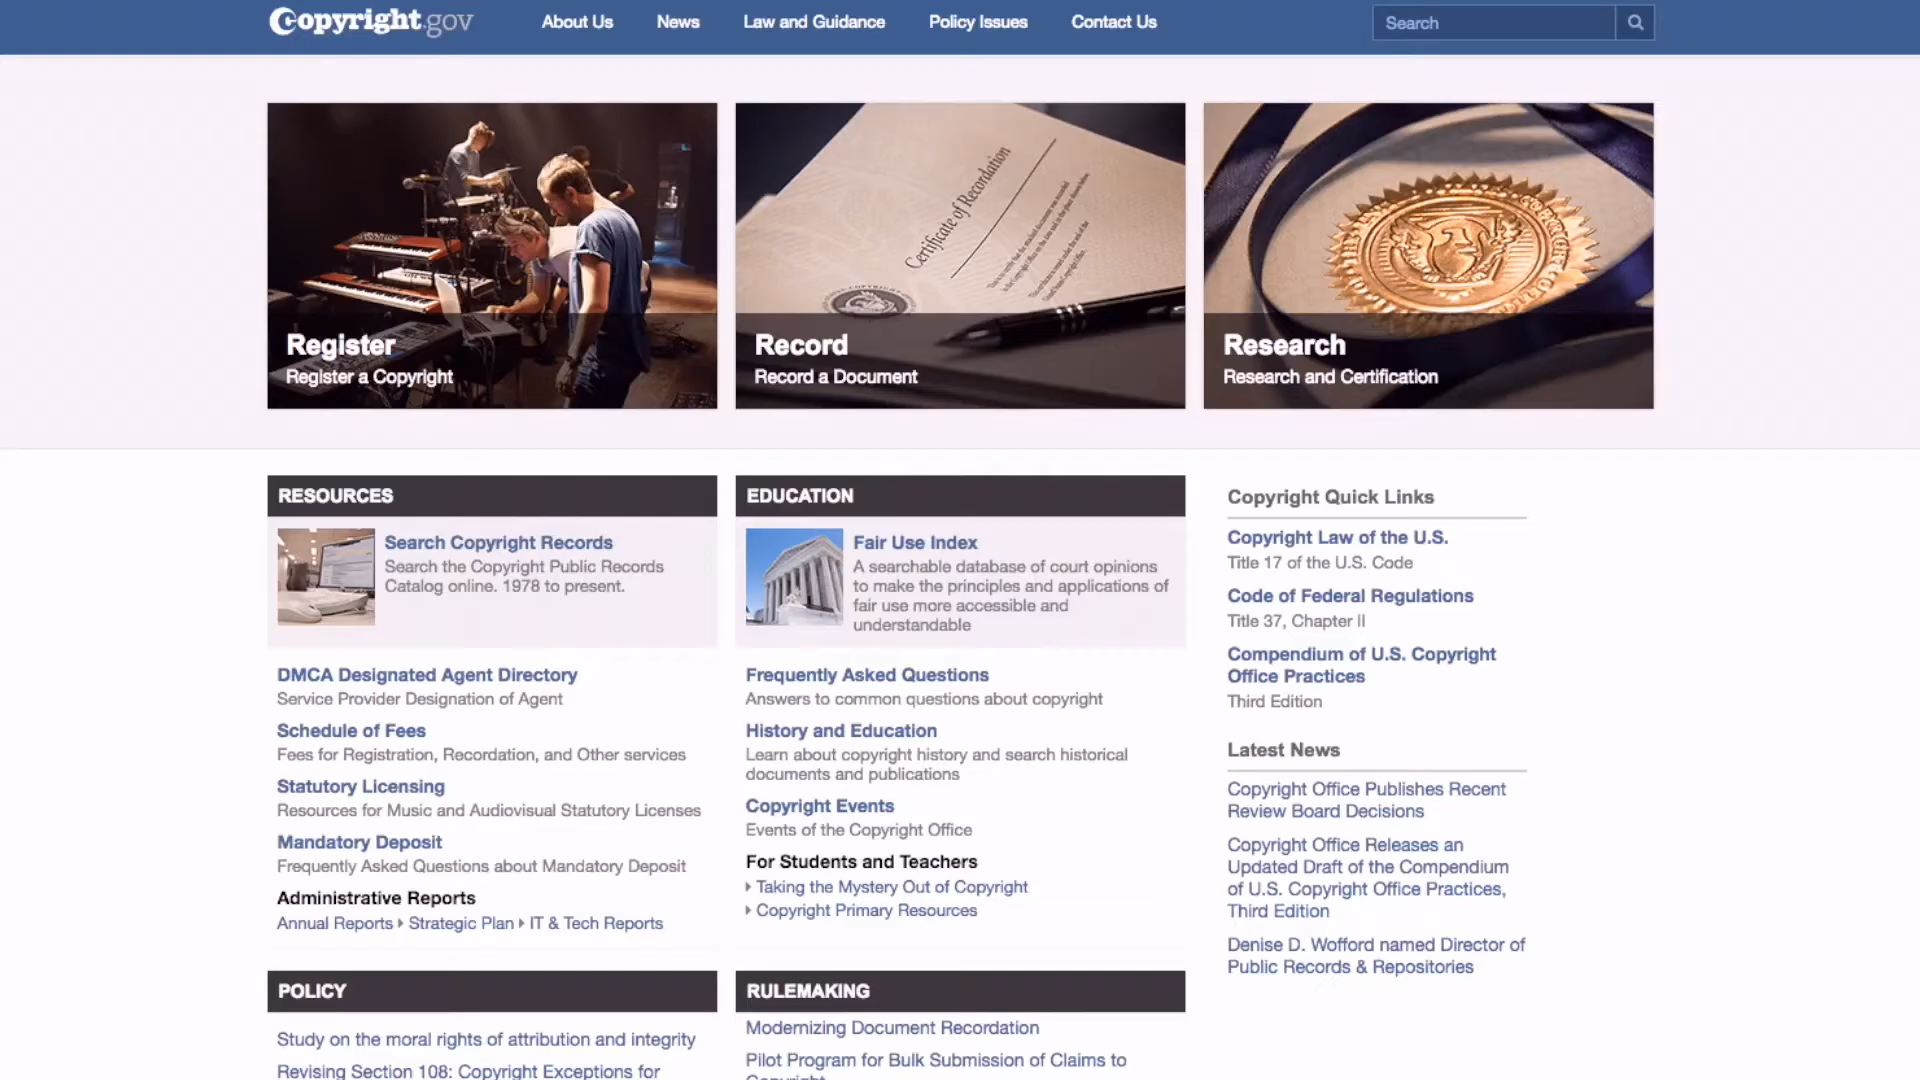 Copyright.gov
About Us
News
Law and Guidance
Policy Issues
Contact Us
Search
Register
Register a Copyright
Certificate of Recordation
Record
Record a Document
Research
Research and Certification
RESOURCES
Search Copyright Records
Search the Copyright Public Records
Catalog online. 1978 to present.
DMCA Designated Agent Directory
Service Provider Designation of Agent
Schedule of Fees
Fees for Registration, Recordation, and Other services
Statutory Licensing
Resources for Music and Audiovisual Statutory Licenses
Mandatory Deposit
Frequently Asked Questions about Mandatory Deposit
Administrative Reports
Annual Reports Strategic Plan IT & Tech Reports
EDUCATION
Fair Use Index
A searchable database of court opinions
to make the principles and applications of
fair use more accessible and
understandable
Frequently Asked Questions
Answers to common questions about copyright
History and Education
Learn about copyright history and search historical
documents and publications
Copyright Events
Events of the Copyright Office
For Students and Teachers
Taking the Mystery Out of Copyright
Copyright Primary Resources
Copyright Quick Links
Copyright Law of the U.S.
Title 17 of the U.S. Code
Code of Federal Regulations
Title 37, Chapter II
Compendium of U.S. Copyright
Office Practices
Third Edition
Latest News
Copyright Office Publishes Recent
Review Board Decisions
Copyright Office Releases an
Updated Draft of the Compendium
of U.S. Copyright Office Practices,
Third Edition
Denise D. Wofford named Director of
Public Records & Repositories
POLICY
Study on the moral rights of attribution and integrity
Revising Section 108: Copyright Exceptions for
RULEMAKING
Modernizing Document Recordation
Pilot Program for Bulk Submission of Claims to